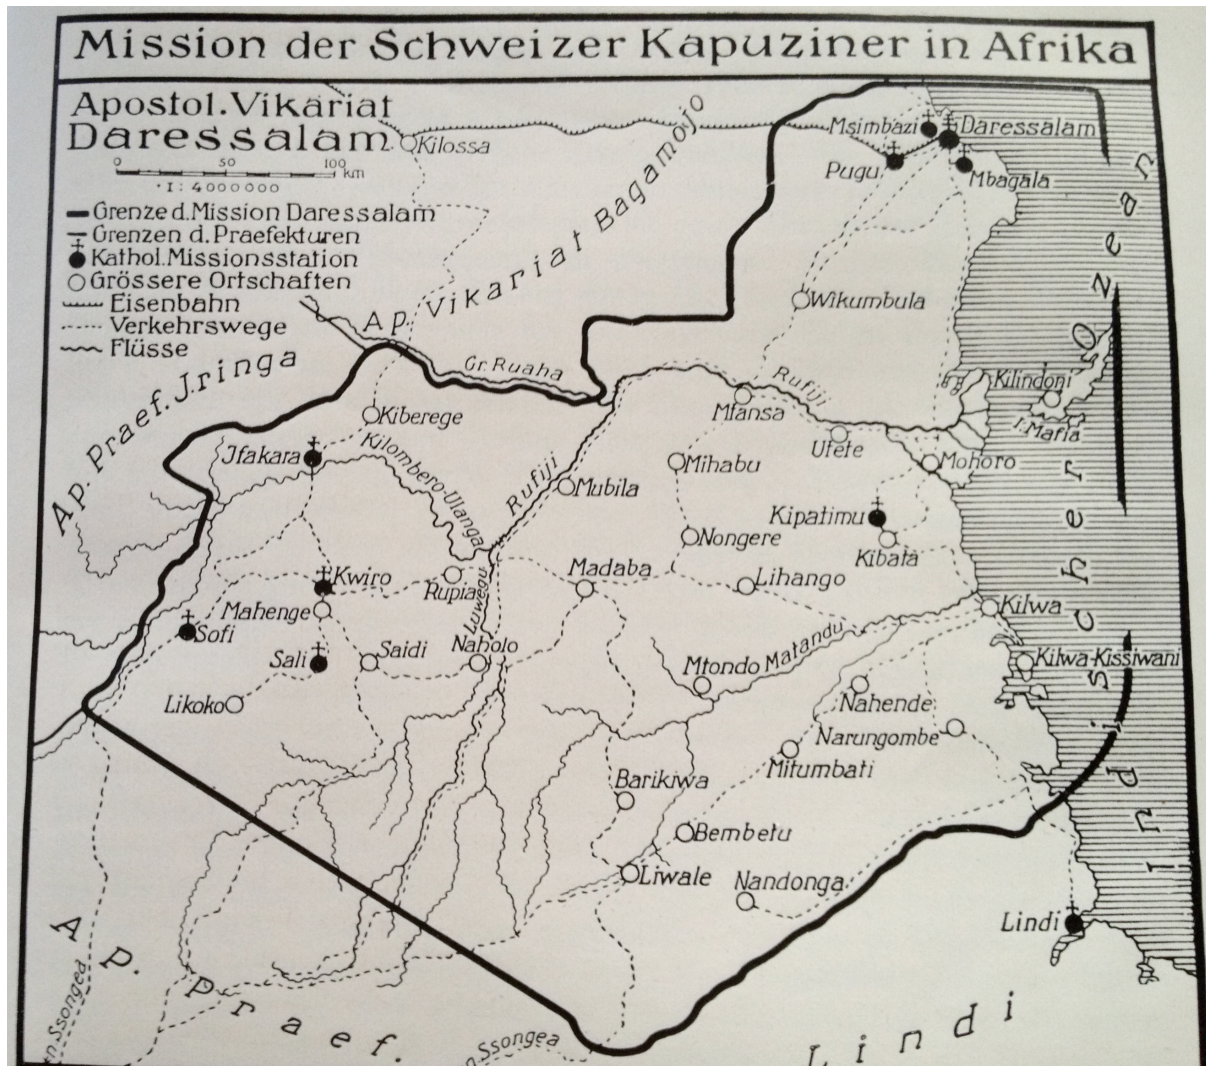 Mission der Schweizer Kapuziner in Afrika
Apostol. Vikariat
Daressalam
0 50 100 km
1: 4000000
Grenze d. Mission Daressalam
Grenzen d. Praefekturen
Kathol. Missionsstation
Grössere Ortschaften
Eisenbahn
Verkehrswege
Flüsse
Kilossa
Ap. Vikariat Bagamojo
Msimbazi
Daressalam
Pugu
Mbagala
Wikumbula
Indischer Ozean
Ap. Praef. Jringa
Gr. Ruaha
Kiberege
Jfakara
Kilombero-Ulanga
Rufiji
Rufiji
Mfansa
Utete
Kilindoni
I. Mafia
Mohoro
Mihabu
Mubila
Kipatimu
Kibata
Nongere
Kwiro
Rupia
Madaba
Lihango
Mahenge
Luwegu
Kilwa
Sofi
Sali
Saidi
Naholo
Mtondo
Matandu
Kilwa-Kissiwani
Likoko
Nahende
Narungombe
Mitumbati
Barikiwa
Bembetu
Liwale
Nandonga
Lindi
Ap. Praef. Lindi
n. Ssongea